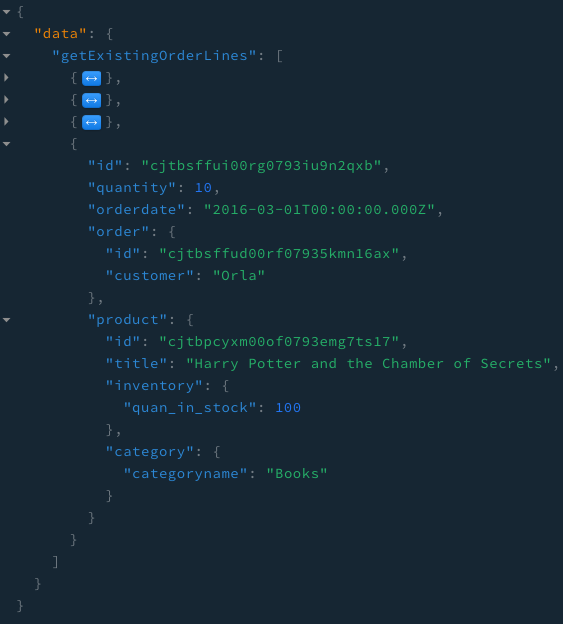 {
"data": {
"getExistingOrderLines": [
{ ↔ },
{ ↔ },
{ ↔ },
{
"id": "cjtbsffui00rg0793iu9n2qxb",
"quantity": 10,
"orderdate": "2016-03-01T00:00:00.000Z",
"order": {
"id": "cjtbsffud00rf07935kmn16ax",
"customer": "Orla"
},
"product": {
"id": "cjtbpcyxm00of0793emg7ts17",
"title": "Harry Potter and the Chamber of Secrets",
"inventory": {
"quan_in_stock": 100
},
"category": {
"categoryname": "Books"
}
}
}
]
}
}